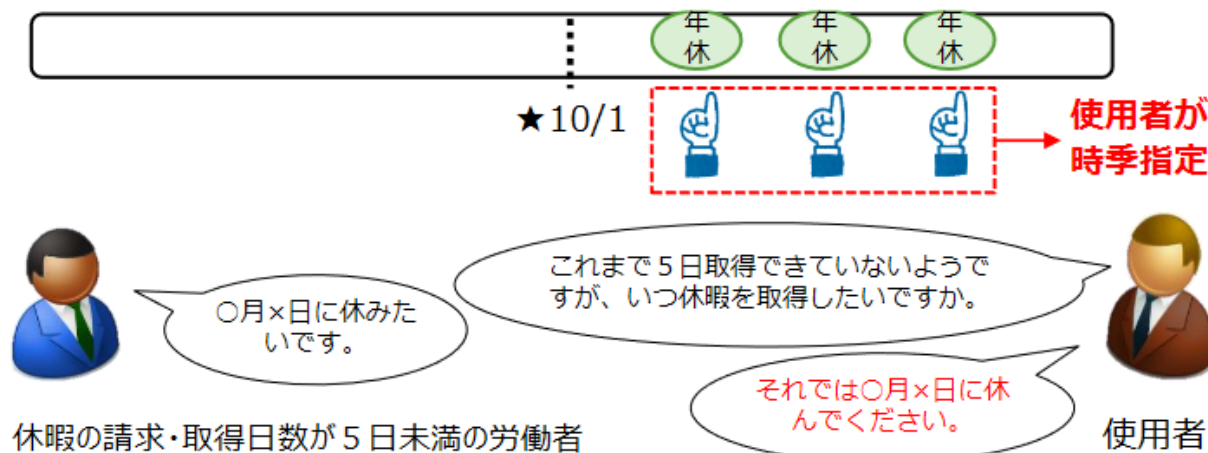 年 年 年
休 休 休
★10/1
使用者が
時季指定
これまで５日取得できていないようで
すが、いつ休暇を取得したいですか。
○月×日に休みた
いです。
それでは○月×日に休
んでください。
休暇の請求・取得日数が５日未満の労働者
使用者